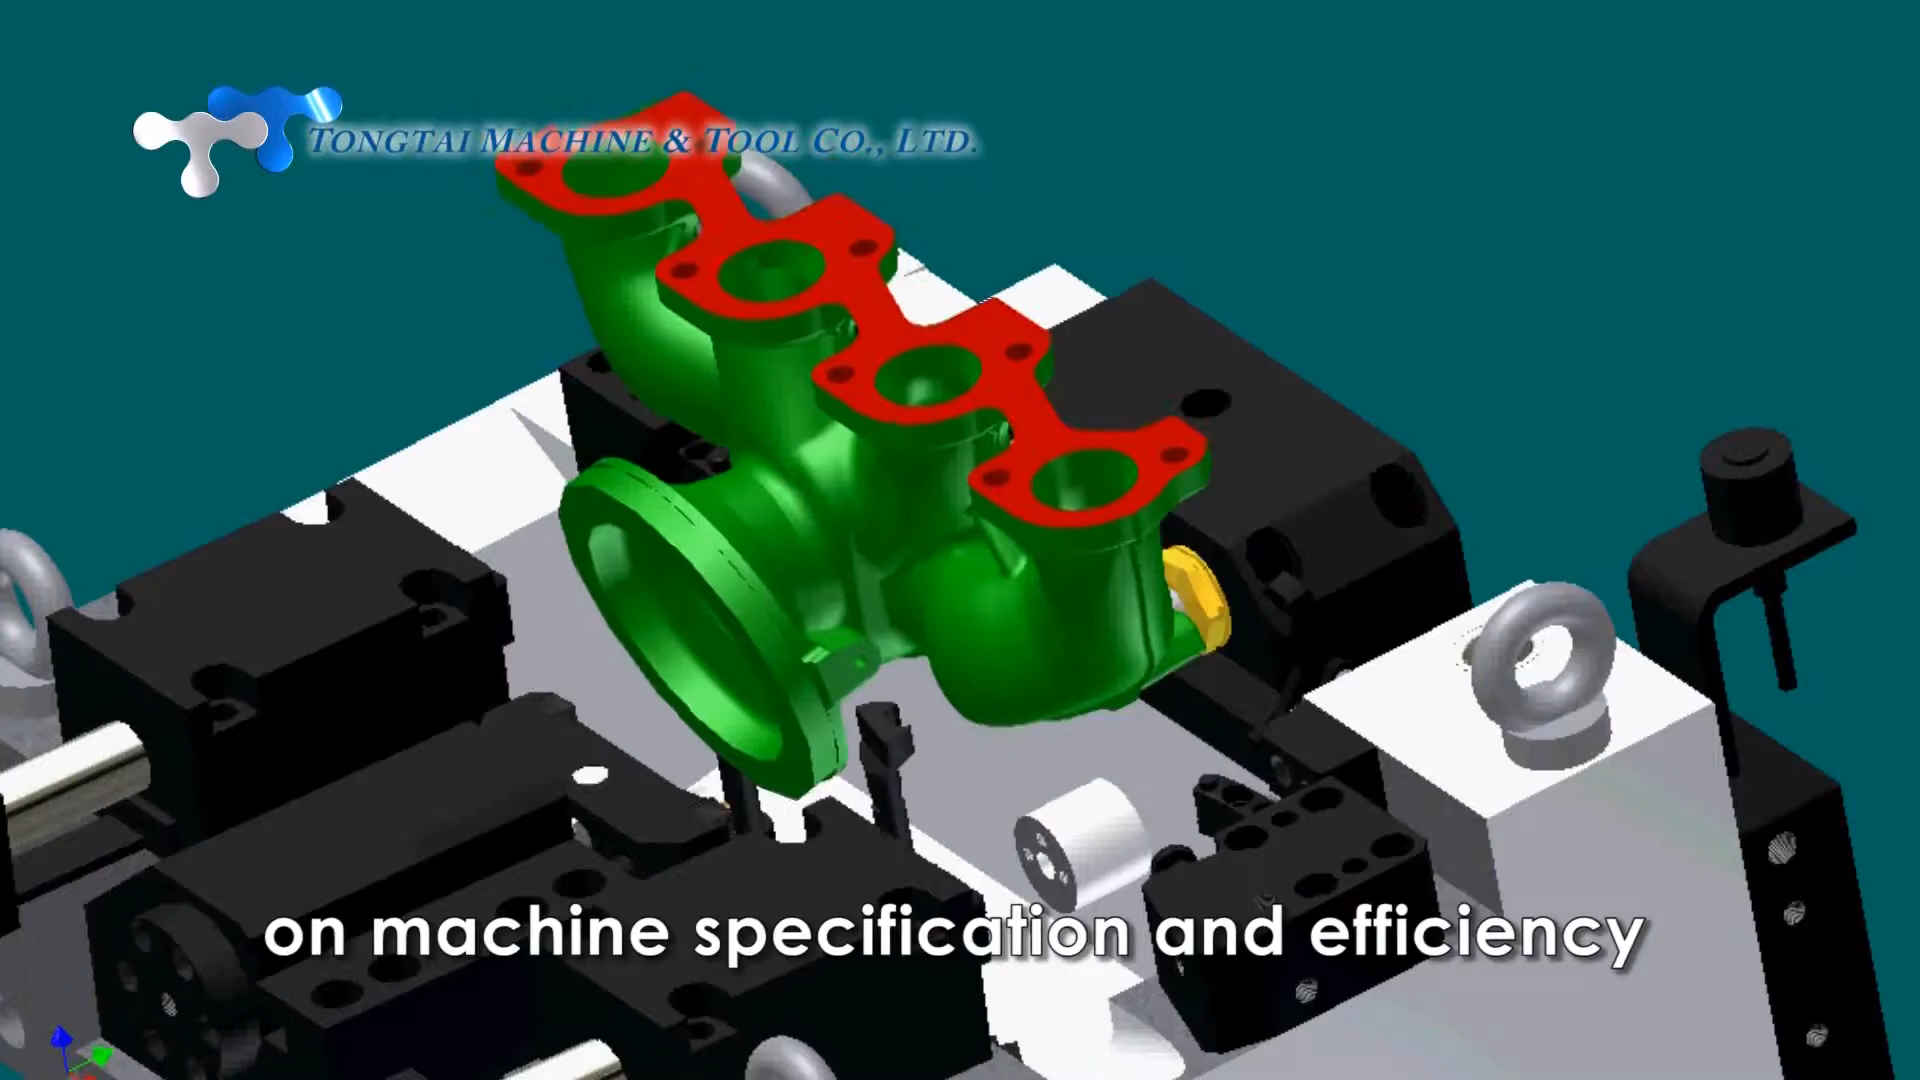 TONGTAI MACHINE & TOOL CO., LTD.
on machine specification and efficiency